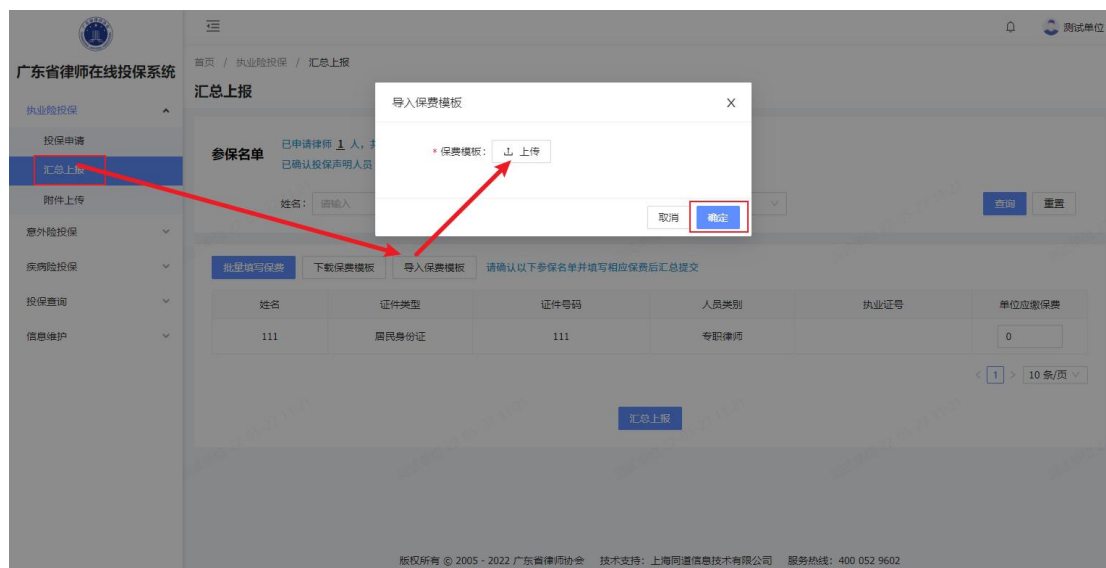 测试单位
广东省律师在线投保系统
首页 / 执业险投保 / 汇总上报
汇总上报
执业险投保
投保申请
汇总上报
附件上传
意外险投保
疾病险投保
投保查询
信息维护
导入保费模板 X
* 保费模板： 上传
取消 确定
参保名单
已申请律师 1 人，
已确认投保声明人员
姓名： 请输入
查询 重置
批量填写保费 下载保费模板 导入保费模板 请确认以下参保名单并填写相应保费后汇总提交
姓名 证件类型 证件号码 人员类别 执业证号 单位应缴保费
111 居民身份证 111 专职律师 0
< 1 > 10 条/页
汇总上报
版权所有 © 2005 - 2022 广东省律师协会 技术支持：上海同道信息技术有限公司 服务热线：400 052 9602